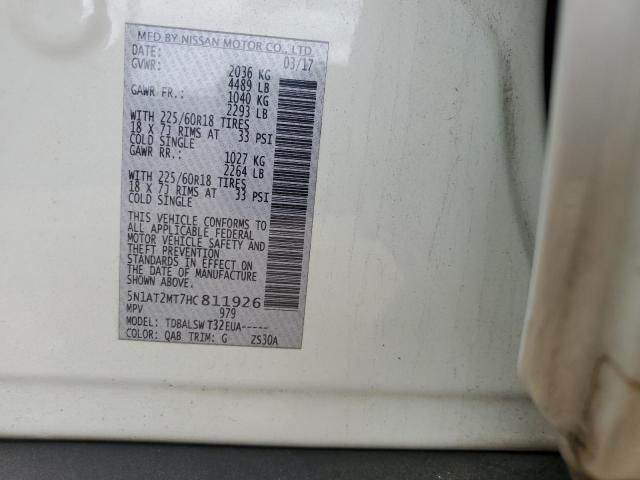 MFD BY NISSAN MOTOR CO., LTD
DATE: 03/17
GVWR: 2036 KG
4489 LB
GAWR FR.: 1040 KG
2293 LB
WITH 225/60R18 TIRES
18 X 7J RIMS AT 33 PSI
COLD SINGLE
GAWR RR.: 1027 KG
2264 LB
WITH 225/60R18 TIRES
18 X 7J RIMS AT 33 PSI
COLD SINGLE
THIS VEHICLE CONFORMS TO
ALL APPLICABLE FEDERAL
MOTOR VEHICLE SAFETY AND
THEFT PREVENTION
STANDARDS IN EFFECT ON
THE DATE OF MANUFACTURE
SHOWN ABOVE.
5N1AT2MT7HC811926
MPV 979
MODEL: TDBALSW T32EUA-----
COLOR: QAB TRIM: G ZS30A